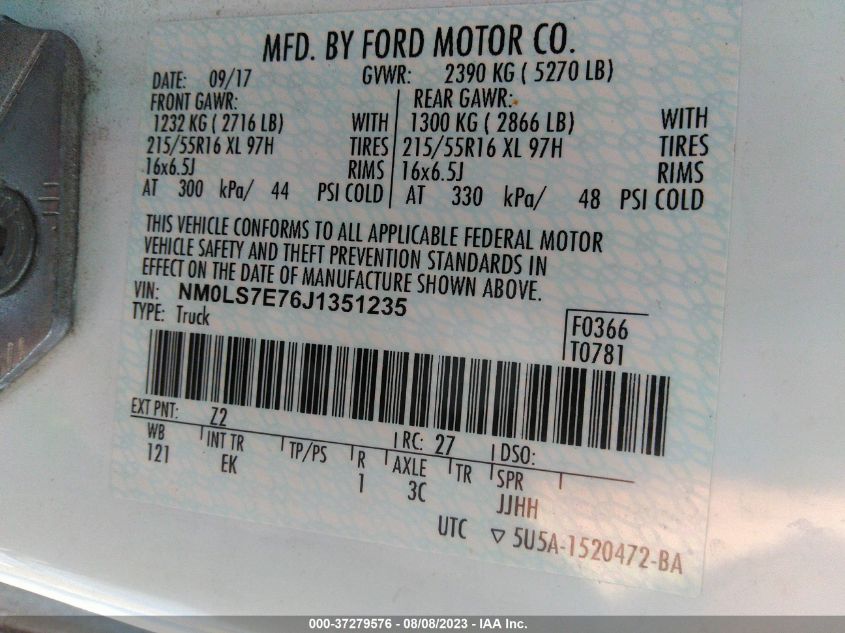 MFD. BY FORD MOTOR CO.
DATE: 09/17 GVWR: 2390 KG ( 5270 LB)
FRONT GAWR: REAR GAWR:
1232 KG ( 2716 LB) WITH 1300 KG ( 2866 LB) WITH
215/55R16 XL 97H TIRES 215/55R16 XL 97H TIRES
16x6.5J RIMS 16x6.5J RIMS
AT 300 kPa/ 44 PSI COLD AT 330 kPa/ 48 PSI COLD
THIS VEHICLE CONFORMS TO ALL APPLICABLE FEDERAL MOTOR
VEHICLE SAFETY AND THEFT PREVENTION STANDARDS IN
EFFECT ON THE DATE OF MANUFACTURE SHOWN ABOVE.
VIN: NM0LS7E76J1351235
TYPE: Truck
F0366
T0781
EXT PNT: Z2 RC: 27 DSO:
WB INT TR TP/PS R AXLE TR SPR
121 EK 1 3C JJHH
UTC ▽ 5U5A-1520472-BA
000-37279576 - 08/08/2023 - IAA Inc.